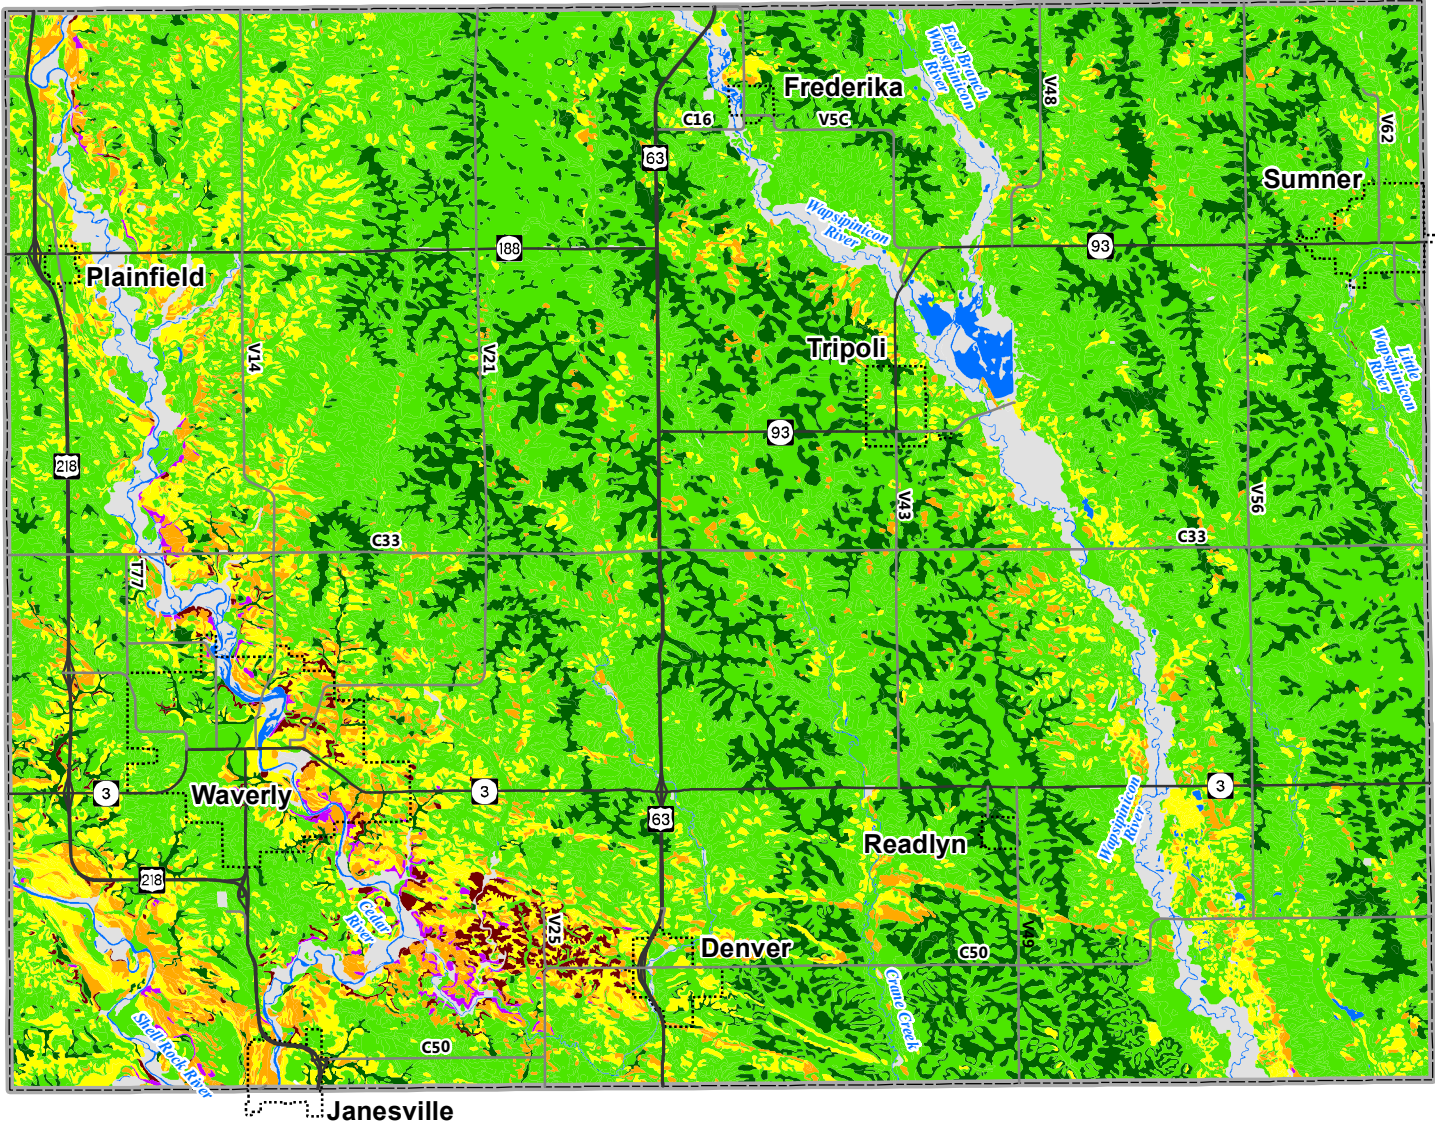 East Branch
Wapsipinicon
River
Frederika
V48
C16
V5C
V62
63
Sumner
Wapsipinicon
River
188
93
Plainfield
Tripoli
V14
V21
Little
Wapsipinicon
River
93
218
V43
V56
C33
C33
T77
3
Waverly
3
3
63
Wapsipinicon
River
Readlyn
218
Cedar
River
V25
Denver
V49
C50
Crane Creek
Shell Rock River
C50
Janesville